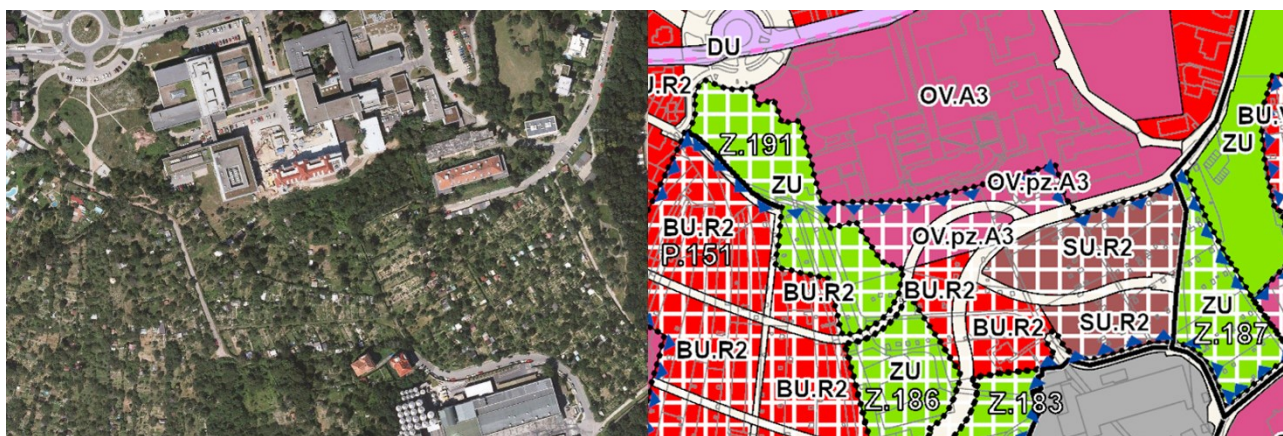 DU
U.R2
OV.A3
BU.
Z.191
ZU
ZU
OV.pz.A3
BU.R2
P.151
OV.pz.A3
SU.R2
BU.R2
BU.R2
ZU
Z.187
BU.R2
SU.R2
BU.R2
BU.R2
ZU
Z.186
Z.183